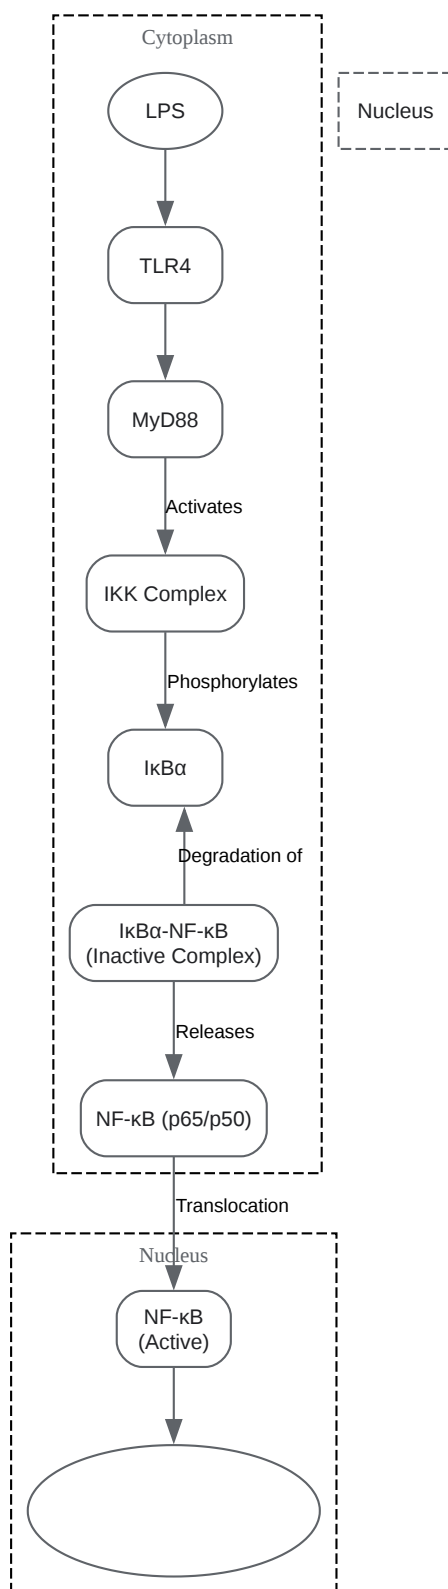 Cytoplasm
LPS
Nucleus
TLR4
MyD88
Activates
IKK Complex
Phosphorylates
IκBα
Degradation of
IκBα-NF-κB
(Inactive Complex)
Releases
NF-κB (p65/p50)
Translocation
Nucleus
NF-κB
(Active)